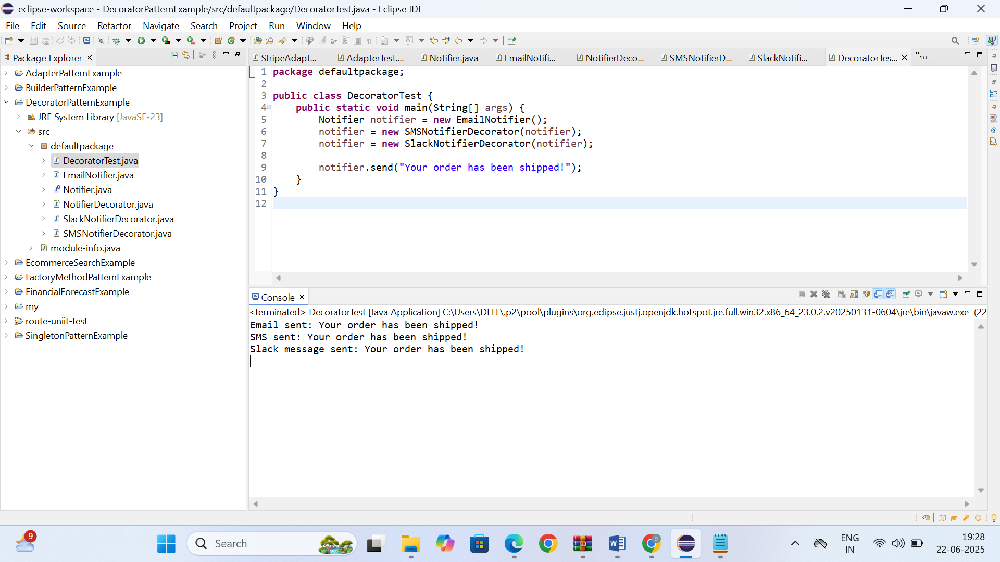 eclipse-workspace - DecoratorPatternExample/src/defaultpackage/DecoratorTest.java - Eclipse IDE
File Edit Source Refactor Navigate Search Project Run Window Help
Package Explorer
AdapterPatternExample
BuilderPatternExample
DecoratorPatternExample
JRE System Library [JavaSE-23]
src
defaultpackage
DecoratorTest.java
EmailNotifier.java
Notifier.java
NotifierDecorator.java
SlackNotifierDecorator.java
SMSNotifierDecorator.java
module-info.java
EcommerceSearchExample
FactoryMethodPatternExample
FinancialForecastExample
my
route-uniit-test
SingletonPatternExample
StripeAdapt... AdapterTest.... Notifier.java EmailNotifi... NotifierDeco... SMSNotifierD... SlackNotifi... DecoratorTes... »10
1 package defaultpackage;
2
3 public class DecoratorTest {
4 public static void main(String[] args) {
5 Notifier notifier = new EmailNotifier();
6 notifier = new SMSNotifierDecorator(notifier);
7 notifier = new SlackNotifierDecorator(notifier);
8
9 notifier.send("Your order has been shipped!");
10 }
11 }
12
Console
<terminated> DecoratorTest [Java Application] C:\Users\DELL\.p2\pool\plugins\org.eclipse.justj.openjdk.hotspot.jre.full.win32.x86_64_23.0.2.v20250131-0604\jre\bin\javaw.exe (22
Email sent: Your order has been shipped!
SMS sent: Your order has been shipped!
Slack message sent: Your order has been shipped!
9
Search
D
ENG
IN
19:28
22-06-2025